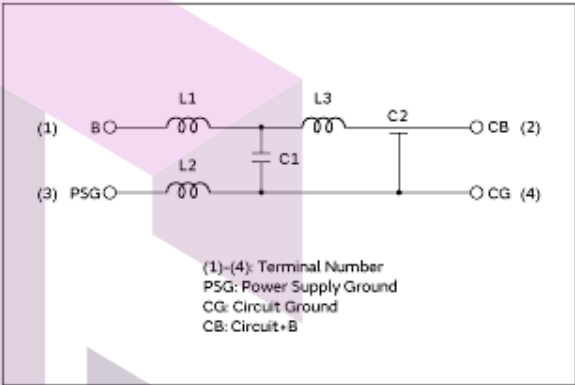 L1 L3 C2
(1) B CB (2)
C1
L2
(3) PSG CG (4)
(1)-(4): Terminal Number
PSG: Power Supply Ground
CG: Circuit Ground
CB: Circuit+B